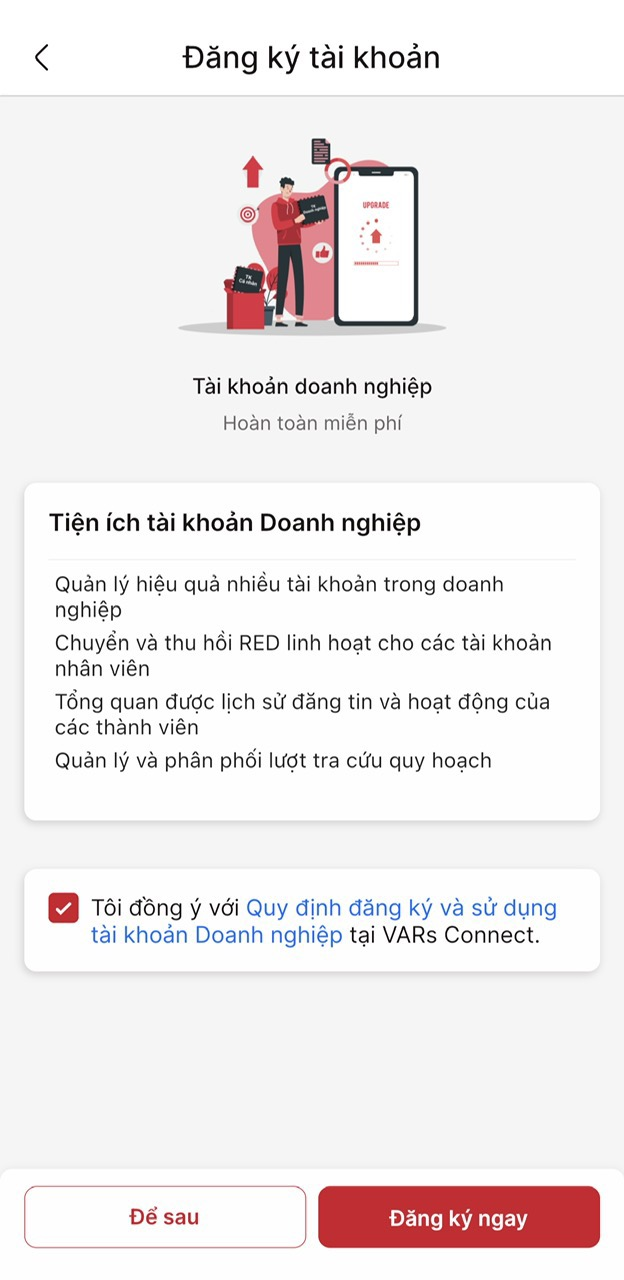 Đăng ký tài khoản
UPGRADE
TK
Doanh nghiệp
TK
Cá nhân
Tài khoản doanh nghiệp
Hoàn toàn miễn phí
Tiện ích tài khoản Doanh nghiệp
Quản lý hiệu quả nhiều tài khoản trong doanh
nghiệp
Chuyển và thu hồi RED linh hoạt cho các tài khoản
nhân viên
Tổng quan được lịch sử đăng tin và hoạt động của
các thành viên
Quản lý và phân phối lượt tra cứu quy hoạch
Tôi đồng ý với Quy định đăng ký và sử dụng
tài khoản Doanh nghiệp tại VARs Connect.
Để sau
Đăng ký ngay